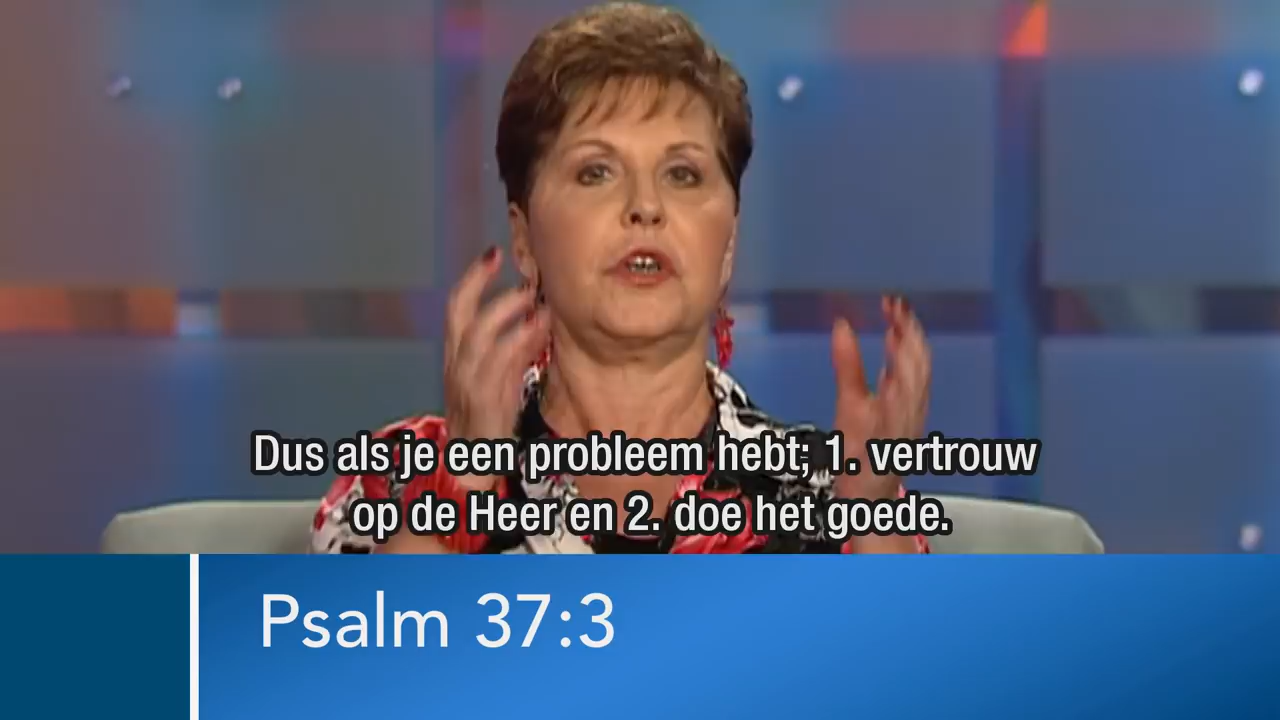 Dus als je een probleem hebt; 1. vertrouw
op de Heer en 2. doe het goede.
Psalm 37:3